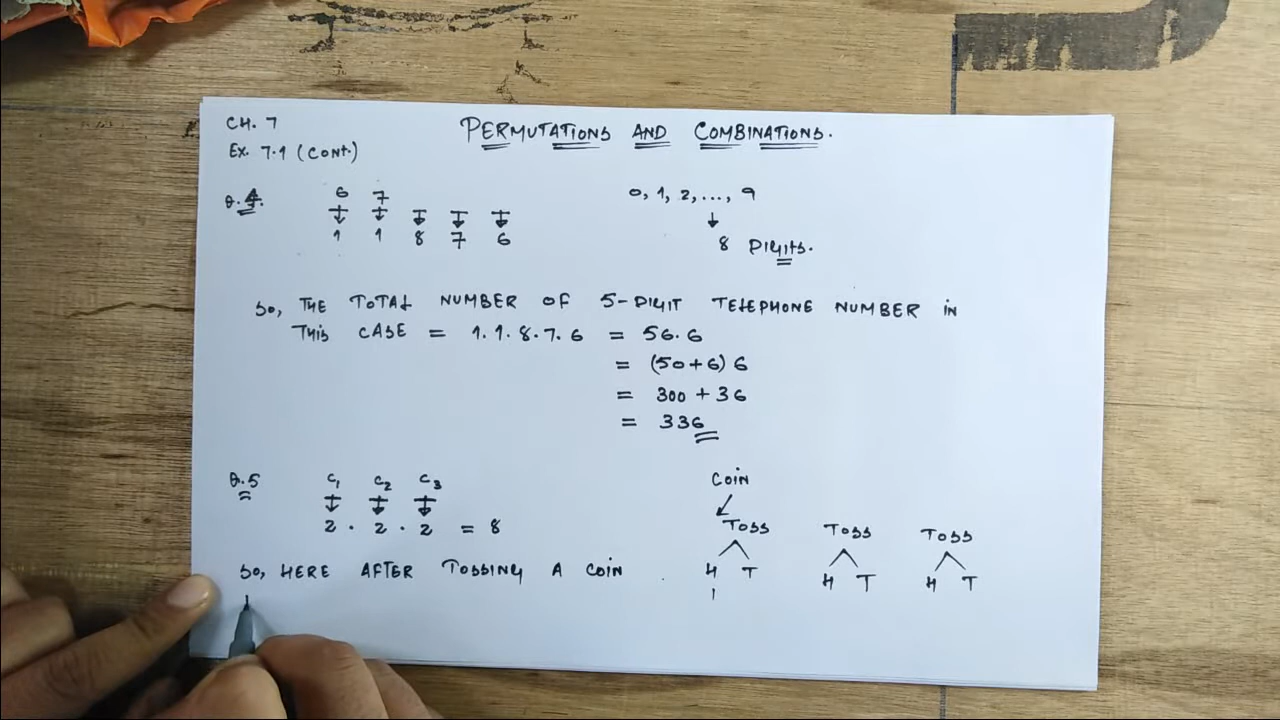 CH. 7
PERMUTATIONS AND COMBINATIONS.
EX. 7.1 (CONT.)
Q.4.
6 7
1 1 8 7 6
0, 1, 2, ..., 9
8 DIGITS.
SO, THE TOTAL NUMBER OF 5-DIGIT TELEPHONE NUMBER IN
THIS CASE = 1.1.8.7.6 = 56.6
= (50+6) 6
= 300 + 36
= 336
Q.5
C1 C2 C3
2 . 2 . 2 = 8
COIN
TOSS TOSS TOSS
H T H T H T
SO, HERE AFTER TOSSING A COIN